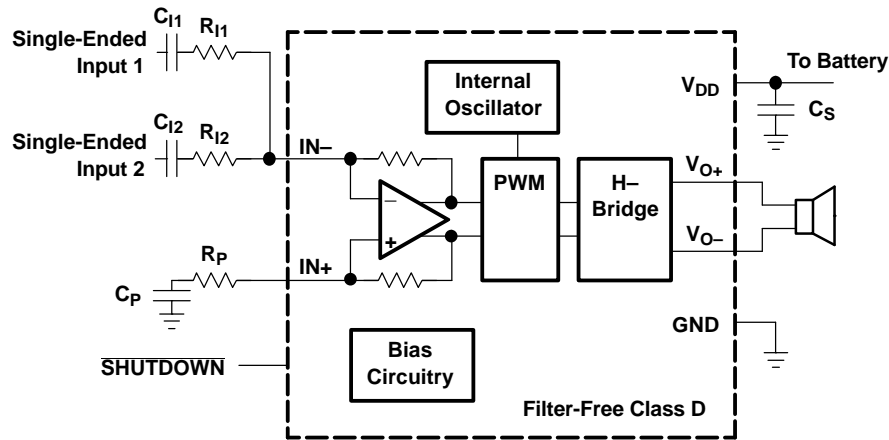 C_I1
R_I1
Single-Ended
Input 1
C_I2
R_I2
Single-Ended
Input 2
IN–
R_P
IN+
C_P
SHUTDOWN
Internal
Oscillator
–
+
PWM
H–
Bridge
Bias
Circuitry
V_DD
To Battery
C_S
V_O+
V_O–
GND
Filter-Free Class D